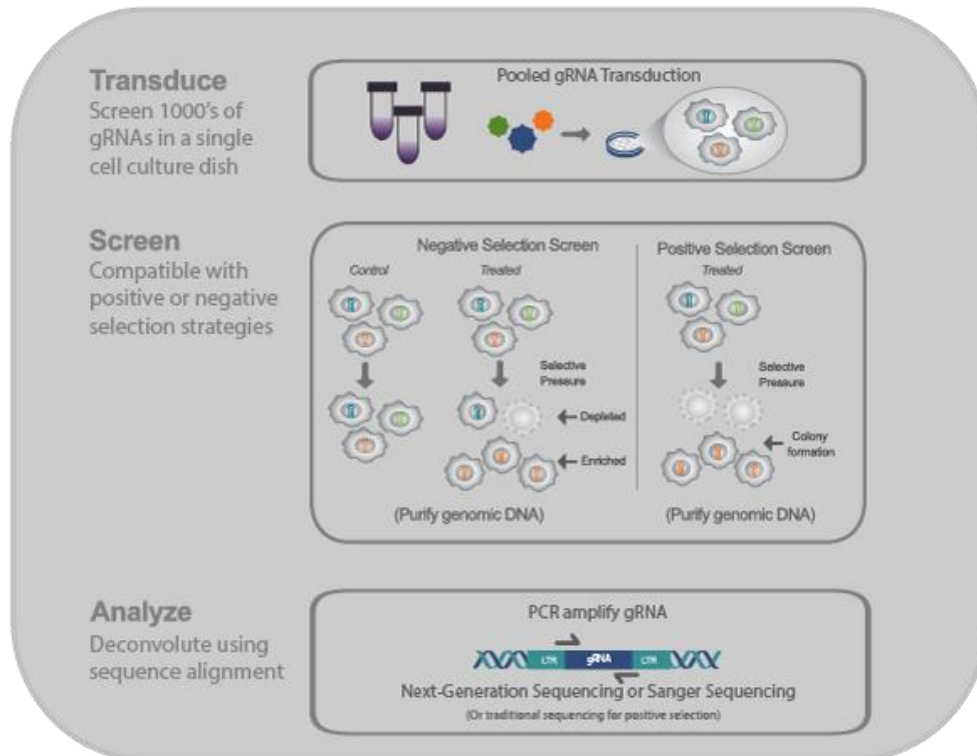 Transduce
Screen 1000's of
gRNAs in a single
cell culture dish
Pooled gRNA Transduction
Screen
Compatible with
positive or negative
selection strategies
Negative Selection Screen
Control
Treated
Selective
Pressure
Depleted
Enriched
(Purify genomic DNA)
Positive Selection Screen
Treated
Selective
Pressure
Colony
formation
(Purify genomic DNA)
Analyze
Deconvolute using
sequence alignment
PCR amplify gRNA
LTR gRNA LTR
Next-Generation Sequencing or Sanger Sequencing
(Or traditional sequencing for positive selection)